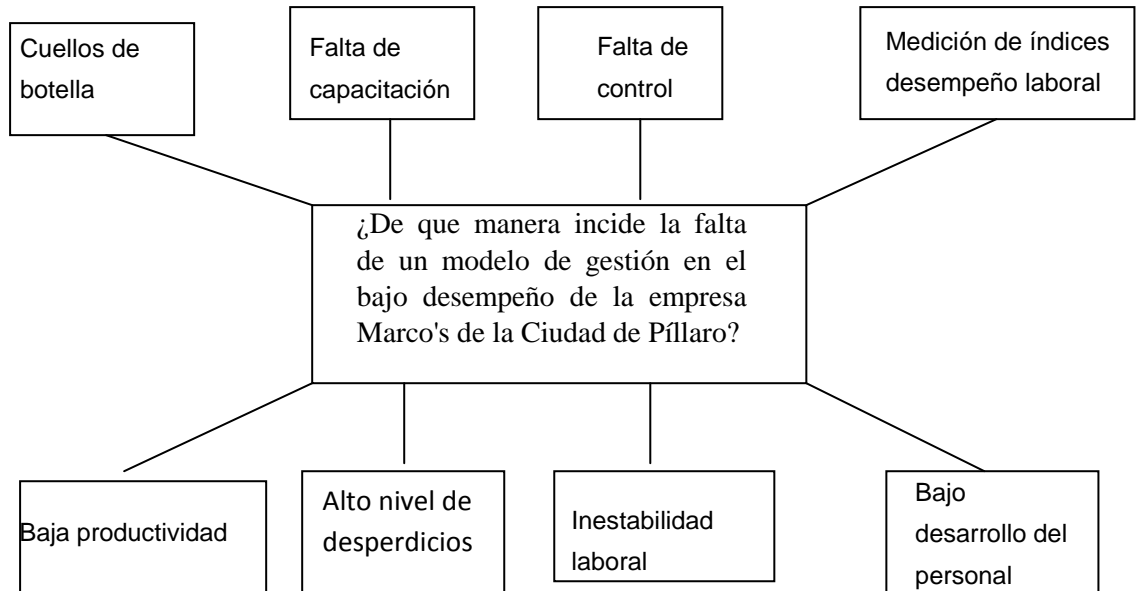 Cuellos de
botella
Falta de
capacitación
Falta de
control
Medición de índices
desempeño laboral
¿De que manera incide la falta
de un modelo de gestión en el
bajo desempeño de la empresa
Marco's de la Ciudad de Píllaro?
Baja productividad
Alto nivel de
desperdicios
Inestabilidad
laboral
Bajo
desarrollo del
personal